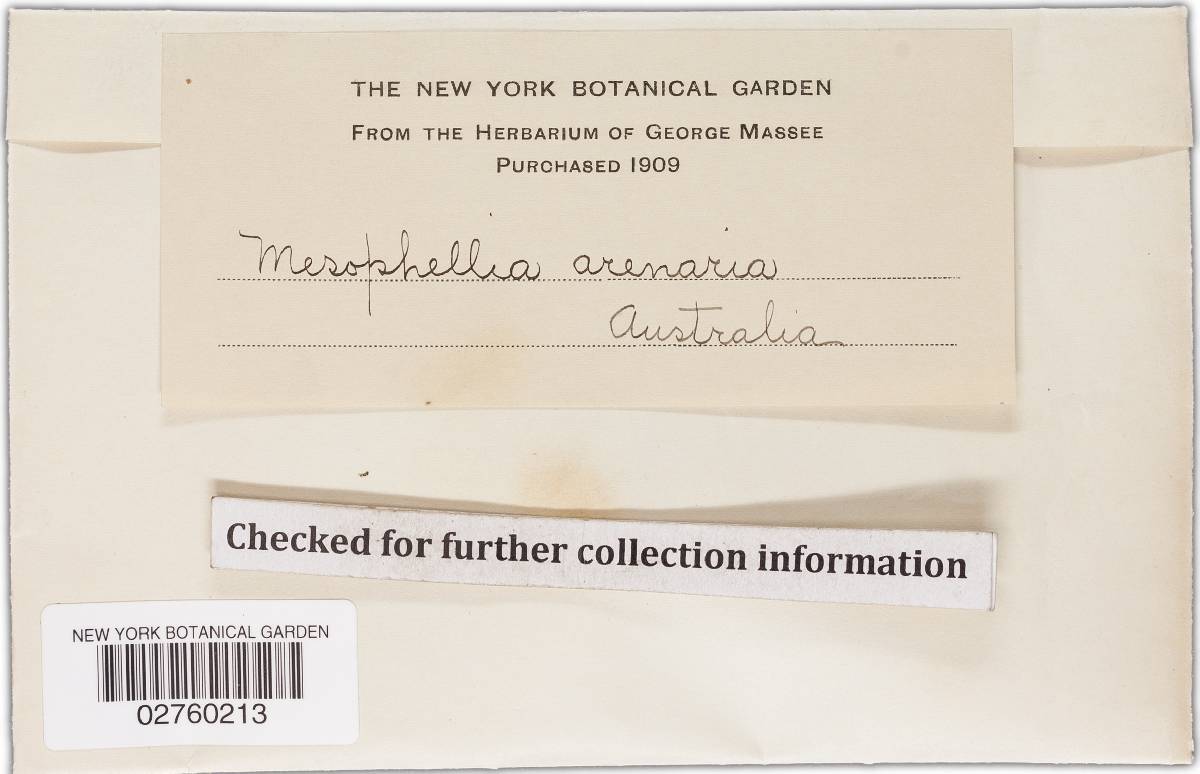 THE NEW YORK BOTANICAL GARDEN
FROM THE HERBARIUM OF GEORGE MASSEE
PURCHASED 1909
Mesophellia arenaria
Australia
Checked for further collection information
NEW YORK BOTANICAL GARDEN
02760213